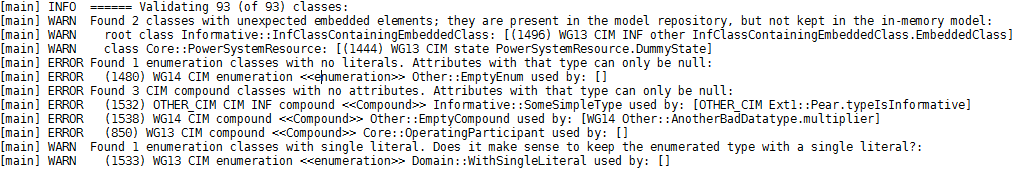 [main] INFO  ====== Validating 93 (of 93) classes:
[main] WARN  Found 2 classes with unexpected embedded elements; they are present in the model repository, but not kept in the in-memory model:
[main] WARN    root class Informative::InfClassContainingEmbeddedClass: [(1496) WG13 CIM INF other InfClassContainingEmbeddedClass.EmbeddedClass]
[main] WARN    class Core::PowerSystemResource: [(1444) WG13 CIM state PowerSystemResource.DummyState]
[main] ERROR Found 1 enumeration classes with no literals. Attributes with that type can only be null:
[main] ERROR   (1480) WG14 CIM enumeration <<enumeration>> Other::EmptyEnum used by: []
[main] ERROR Found 3 CIM compound classes with no attributes. Attributes with that type can only be null:
[main] ERROR   (1532) OTHER_CIM CIM INF compound <<Compound>> Informative::SomeSimpleType used by: [OTHER_CIM Ext1::Pear.typeIsInformative]
[main] ERROR   (1538) WG14 CIM compound <<Compound>> Other::EmptyCompound used by: [WG14 Other::AnotherBadDatatype.multiplier]
[main] ERROR   (850) WG13 CIM compound <<Compound>> Core::OperatingParticipant used by: []
[main] WARN  Found 1 enumeration classes with single literal. Does it make sense to keep the enumerated type with a single literal?:
[main] WARN    (1533) WG13 CIM enumeration <<enumeration>> Domain::WithSingleLiteral used by: []